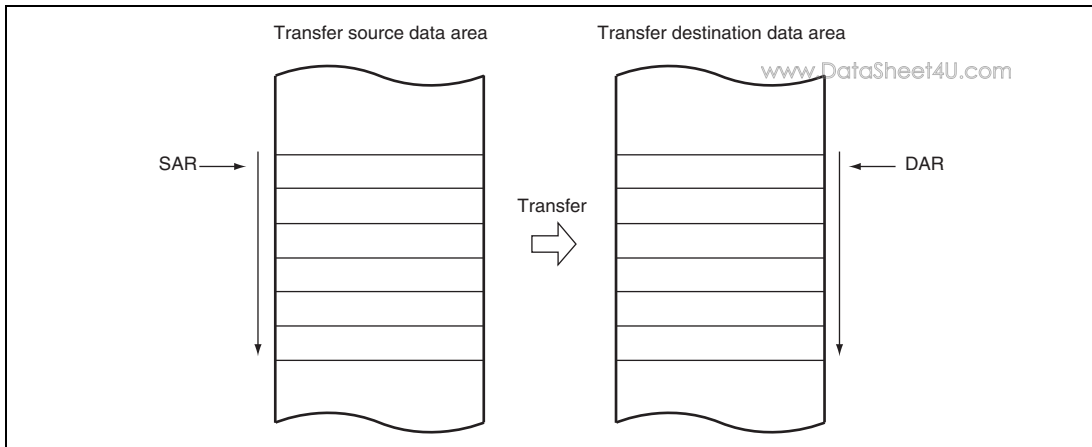 Transfer source data area
Transfer destination data area
www.DataSheet4U.com
SAR
DAR
Transfer